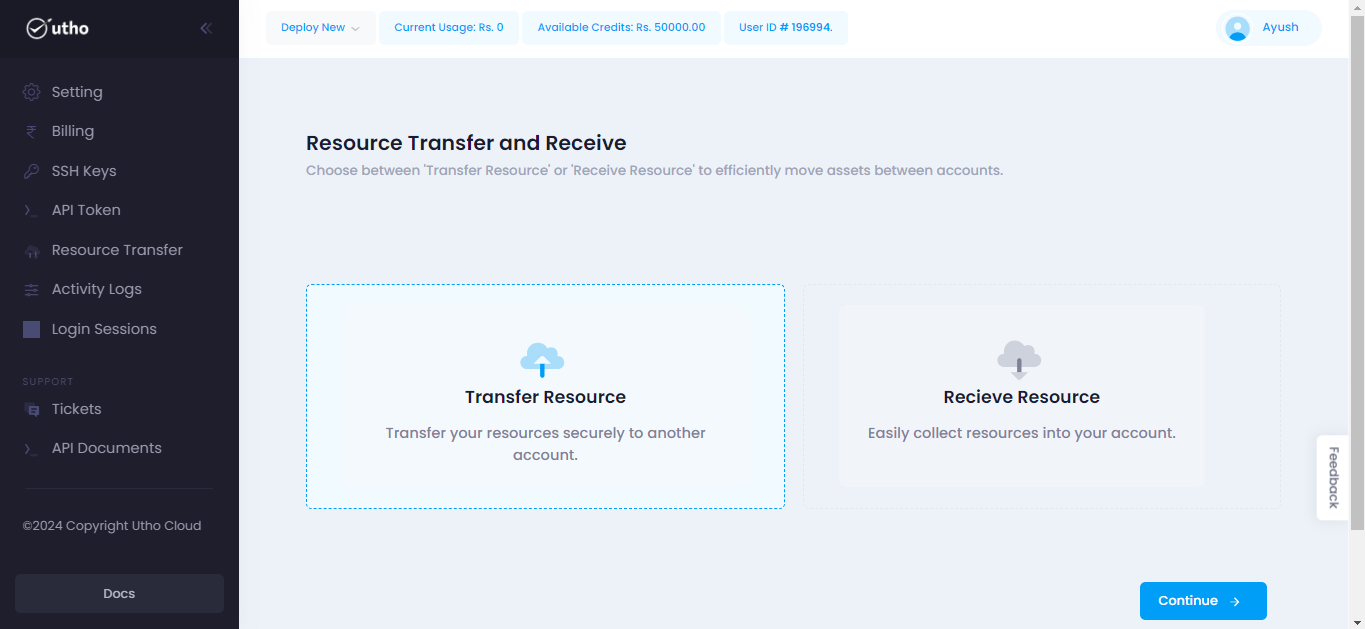 utho
Deploy New
Current Usage: Rs. 0
Available Credits: Rs. 50000.00
User ID # 196994.
Ayush
Setting
Billing
SSH Keys
API Token
Resource Transfer
Activity Logs
Login Sessions
SUPPORT
Tickets
API Documents
©2024 Copyright Utho Cloud
Docs
Resource Transfer and Receive
Choose between 'Transfer Resource' or 'Receive Resource' to efficiently move assets between accounts.
Transfer Resource
Transfer your resources securely to another
account.
Recieve Resource
Easily collect resources into your account.
Feedback
Continue